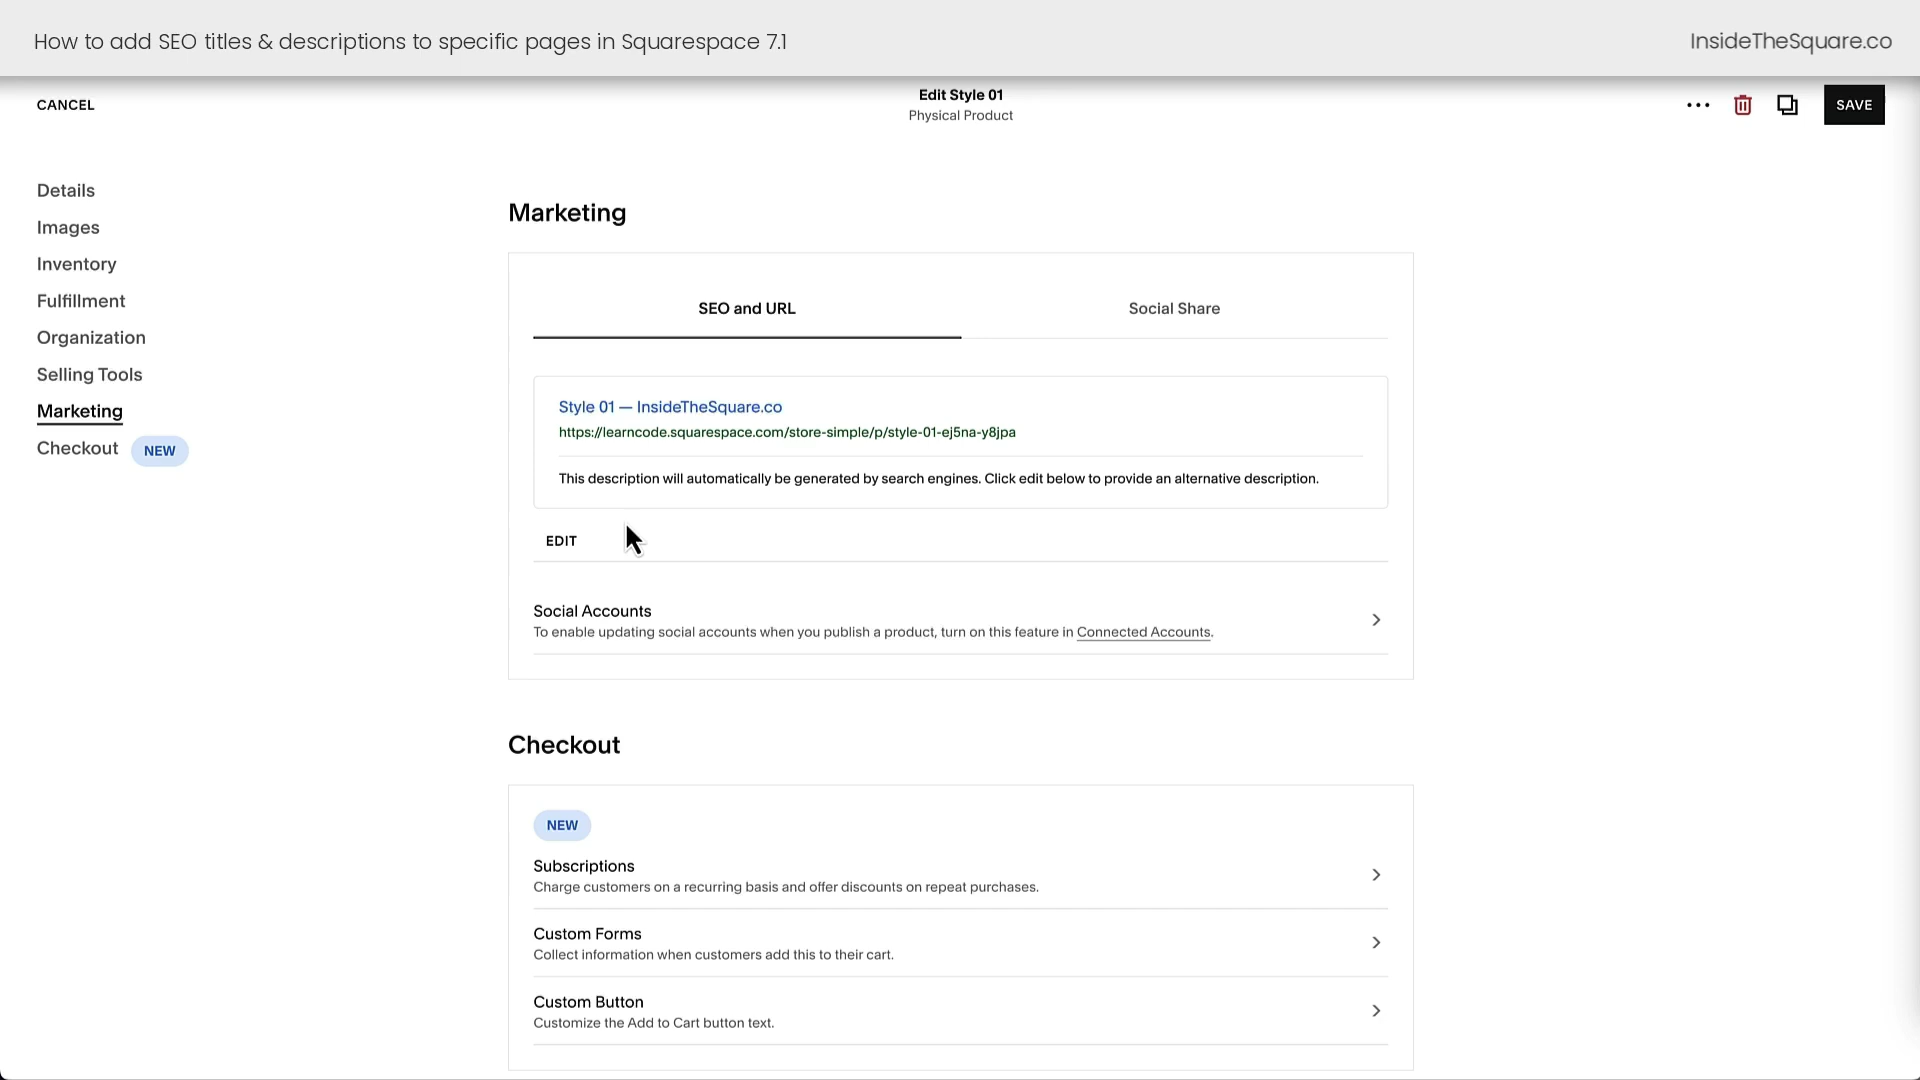 How to add SEO titles & descriptions to specific pages in Squarespace 7.1
InsideTheSquare.co
CANCEL
Edit Style 01
Physical Product
SAVE
Details
Images
Inventory
Fulfillment
Organization
Selling Tools
Marketing
Checkout NEW
Marketing
SEO and URL
Social Share
Style 01 — InsideTheSquare.co
https://learncode.squarespace.com/store-simple/p/style-01-ej5na-y8jpa
This description will automatically be generated by search engines. Click edit below to provide an alternative description.
EDIT
Social Accounts
To enable updating social accounts when you publish a product, turn on this feature in Connected Accounts.
Checkout
NEW
Subscriptions
Charge customers on a recurring basis and offer discounts on repeat purchases.
Custom Forms
Collect information when customers add this to their cart.
Custom Button
Customize the Add to Cart button text.